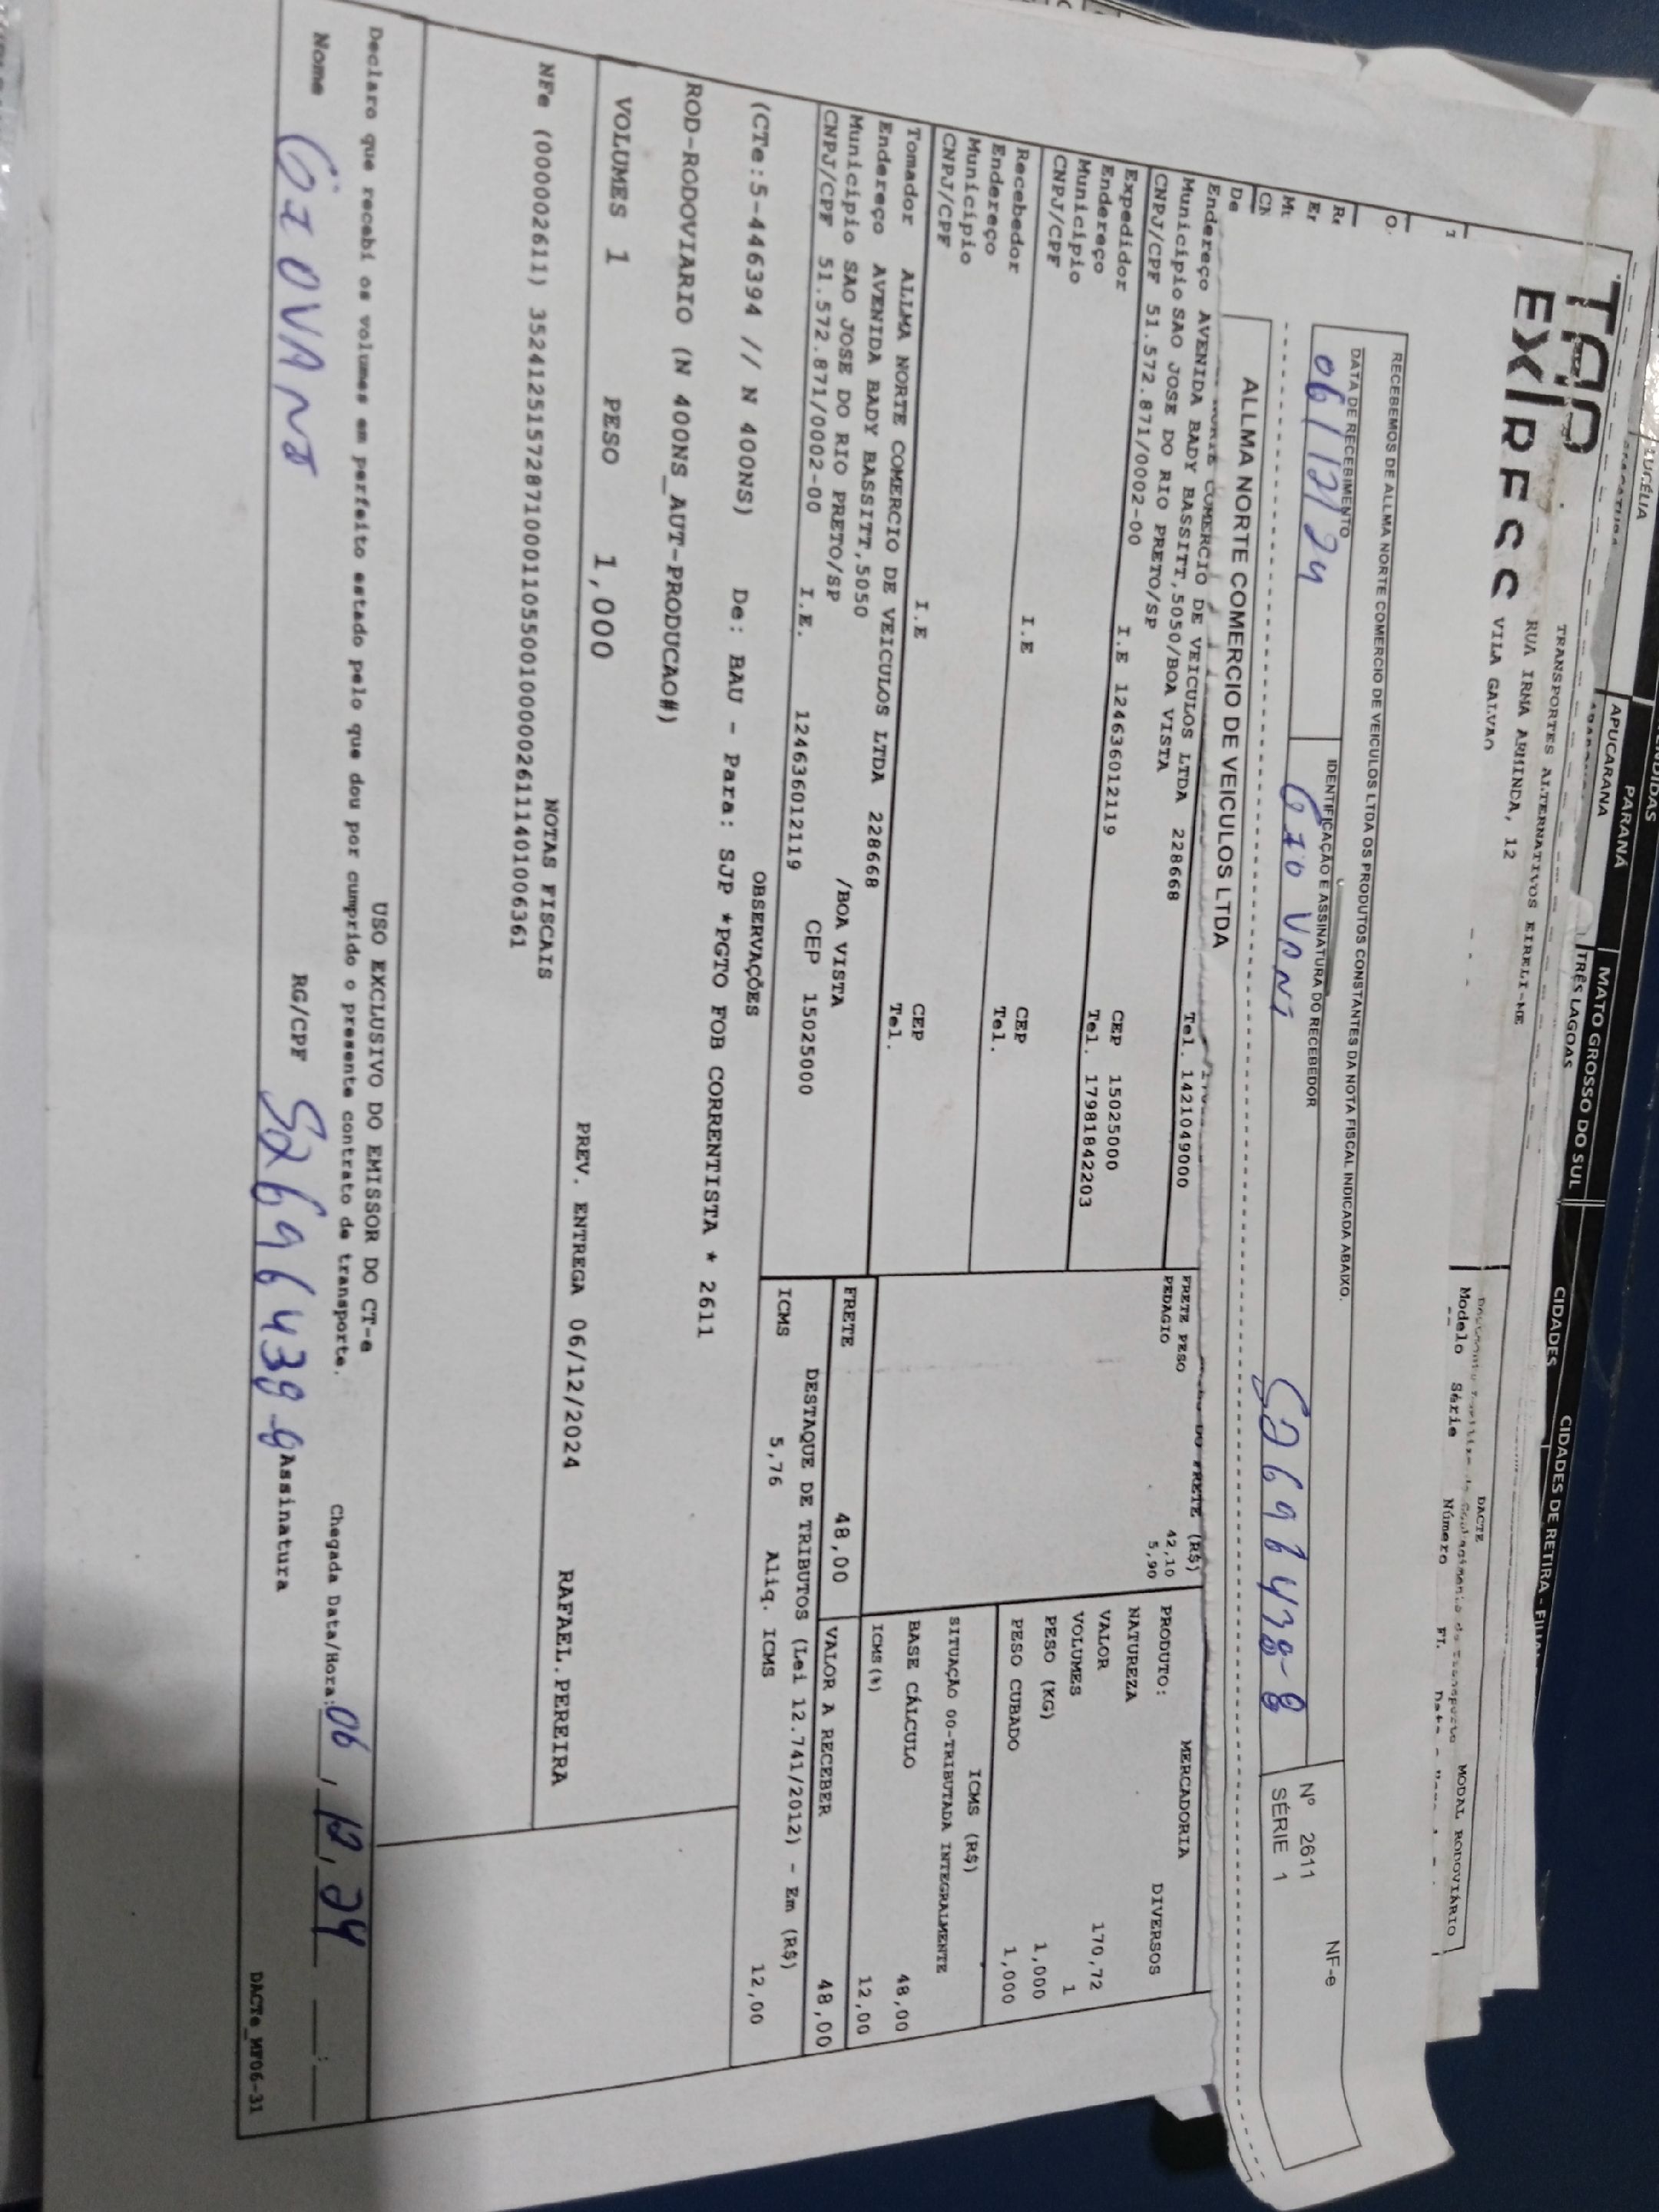 LUCÉLIA
APUCARANA
PARANÁ
MATO GROSSO DO SUL
TRÊS LAGOAS
CIDADES
CIDADES DE RETIRA -
TAP
EXPRESS
TRANSPORTES ALTERNATIVOS EIRELI-ME
RUA IRMA ARMINDA, 12
VILA GALVAO
DACTE
MODAL RODOVIÁRIO
Modelo Série Número Fl.
RECEBEMOS DE ALLMA NORTE COMERCIO DE VEICULOS LTDA OS PRODUTOS CONSTANTES DA NOTA FISCAL INDICADA ABAIXO.
DATA DE RECEBIMENTO
06/12/24
IDENTIFICAÇÃO E ASSINATURA DO RECEBEDOR
GIOVANI
NF-e
Nº 2611
SÉRIE 1
ALLMA NORTE COMERCIO DE VEICULOS LTDA
De
Endereço AVENIDA BADY BASSITT,5050/BOA VISTA
Município SAO JOSE DO RIO PRETO/SP
CNPJ/CPF 51.572.871/0002-00 I.E 124636012119
COMERCIO DE VEICULOS LTDA 228668
Tel. 1421049000
CEP 15025000
Tel. 17981842203
Expedidor
Endereço
Município
CNPJ/CPF
I.E
CEP
Tel.
Recebedor
Endereço
Município
CNPJ/CPF
I.E
CEP
Tel.
FRETE PESO 42,10
PEDAGIO 5,90
MERCADORIA
PRODUTO: DIVERSOS
NATUREZA
VALOR 170,72
VOLUMES 1
PESO (KG) 1,000
PESO CUBADO 1,000
ICMS (R$)
SITUAÇÃO 00-TRIBUTADA INTEGRALMENTE
BASE CÁLCULO 48,00
ICMS(%) 12,00
Tomador ALLMA NORTE COMERCIO DE VEICULOS LTDA 228668
Endereço AVENIDA BADY BASSITT,5050 /BOA VISTA
Município SAO JOSE DO RIO PRETO/SP CEP 15025000
CNPJ/CPF 51.572.871/0002-00 I.E. 124636012119
FRETE 48,00 VALOR A RECEBER 48,00
DESTAQUE DE TRIBUTOS (Lei 12.741/2012) - Em (R$)
ICMS 5,76 Aliq. ICMS 12,00
OBSERVAÇÕES
(CTe:5-446394 // N 400NS) De: BAU - Para: SJP *PGTO FOB CORRENTISTA * 2611
ROD-RODOVIARIO (N 400NS_AUT-PRODUCAO#)
VOLUMES 1 PESO 1,000 PREV. ENTREGA 06/12/2024 RAFAEL.PEREIRA
NOTAS FISCAIS
USO EXCLUSIVO DO EMISSOR DO CT-e
Declaro que recebi os volumes em perfeito estado pelo que dou por cumprido o presente contrato de transporte.
Chegada Data/Hora: 06/12/24
Nome GIOVANI RG/CPF Assinatura
DACTe_MF06-31